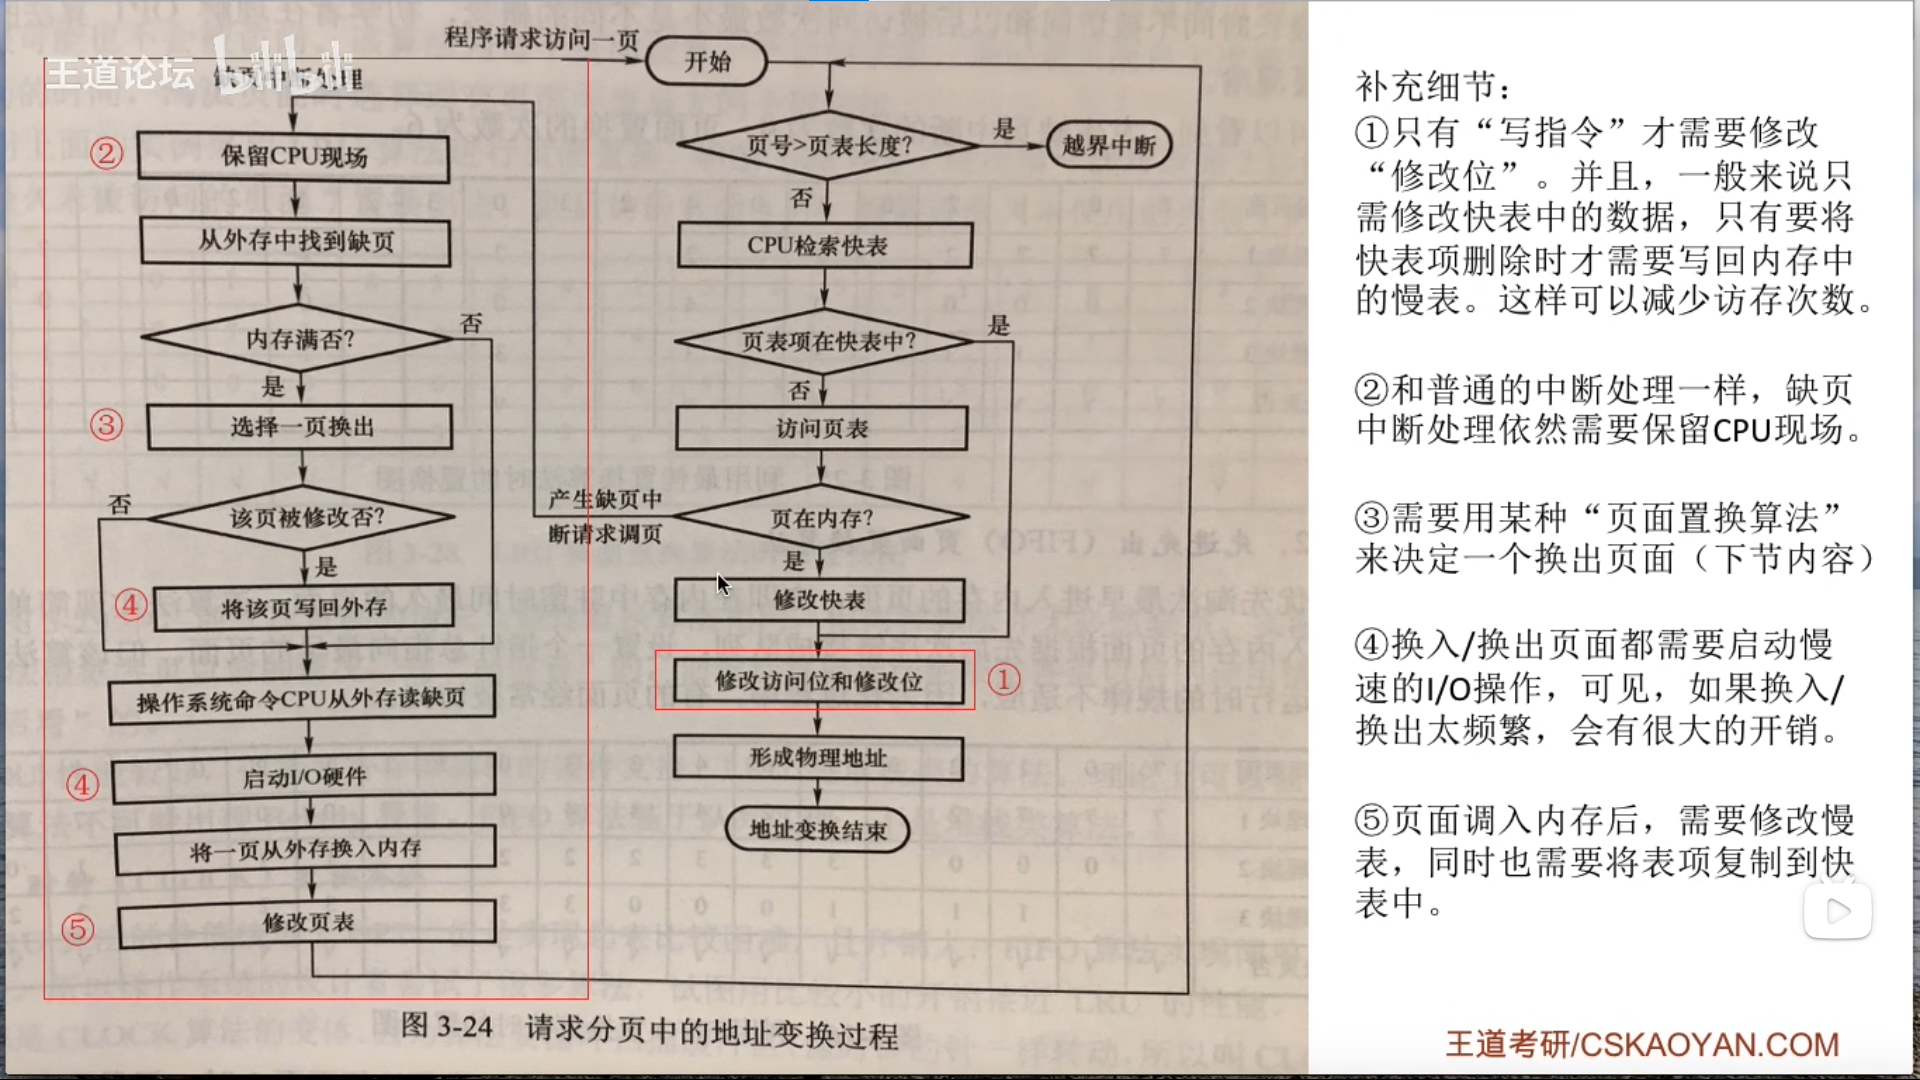 王道论坛
bilibili
程序请求访问一页
开始
缺页中断处理
②
保留CPU现场
从外存中找到缺页
内存满否?
否
是
③
选择一页换出
该页被修改否?
否
是
④
将该页写回外存
操作系统命令CPU从外存读缺页
④
启动I/O硬件
将一页从外存换入内存
⑤
修改页表
页号>页表长度?
是
越界中断
否
CPU检索快表
页表项在快表中?
是
否
访问页表
产生缺页中
断请求调页
页在内存?
是
修改快表
修改访问位和修改位
①
形成物理地址
地址变换结束
图 3-24 请求分页中的地址变换过程
补充细节：
①只有“写指令”才需要修改
“修改位”。并且，一般来说只
需修改快表中的数据，只有要将
快表项删除时才需要写回内存中
的慢表。这样可以减少访存次数。
②和普通的中断处理一样，缺页
中断处理依然需要保留CPU现场。
③需要用某种“页面置换算法”
来决定一个换出页面（下节内容）
④换入/换出页面都需要启动慢
速的I/O操作，可见，如果换入/
换出太频繁，会有很大的开销。
⑤页面调入内存后，需要修改慢
表，同时也需要将表项复制到快
表中。
王道考研/CSKAOYAN.COM